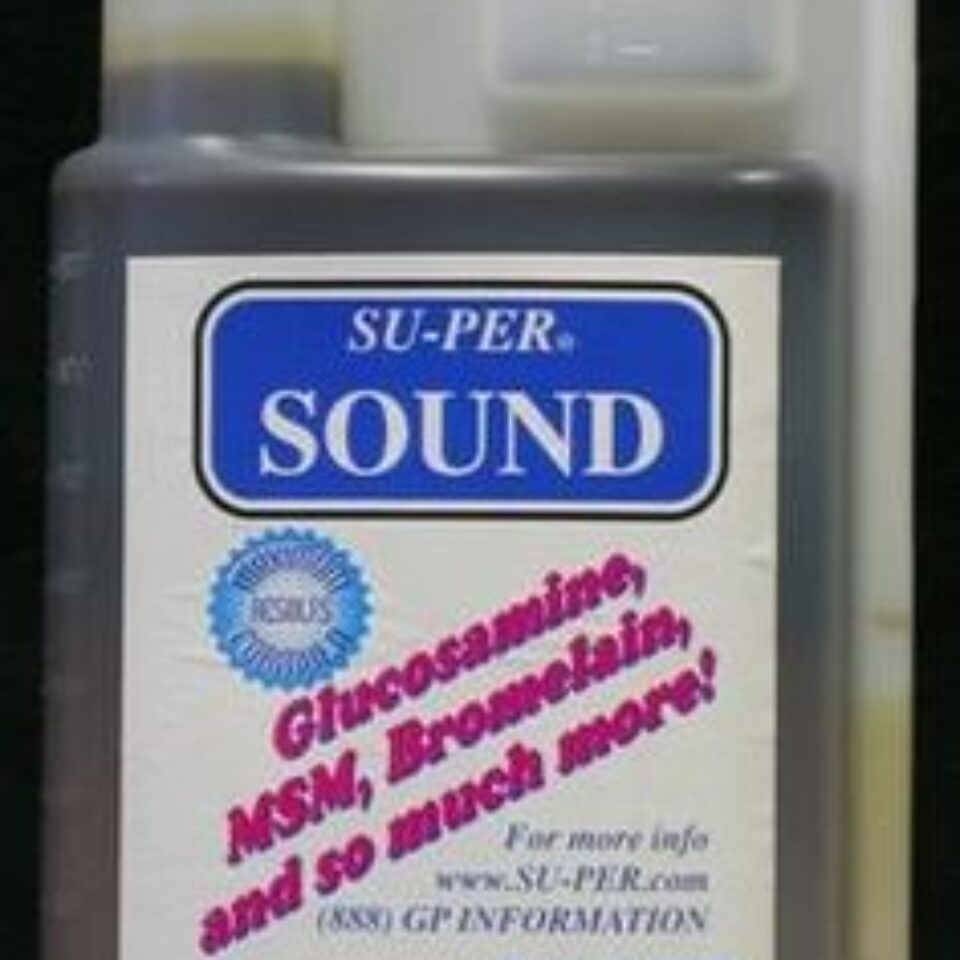 SU-PER®
SOUND
RESULTS
Glucosamine,
MSM, Bromelain,
and so much more!
For more info
www.SU-PER.com
(888) GP INFORMATION